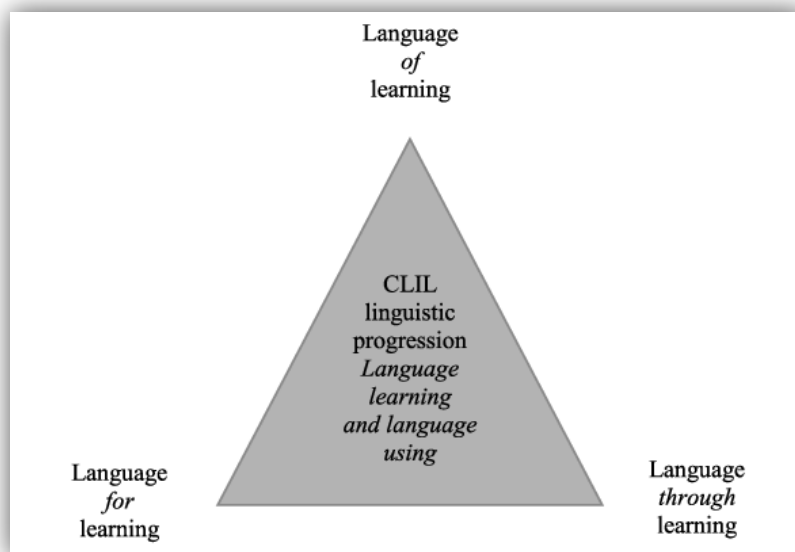 Language
of
learning
CLIL
linguistic
progression
Language
learning
and language
using
Language
for
learning
Language
through
learning